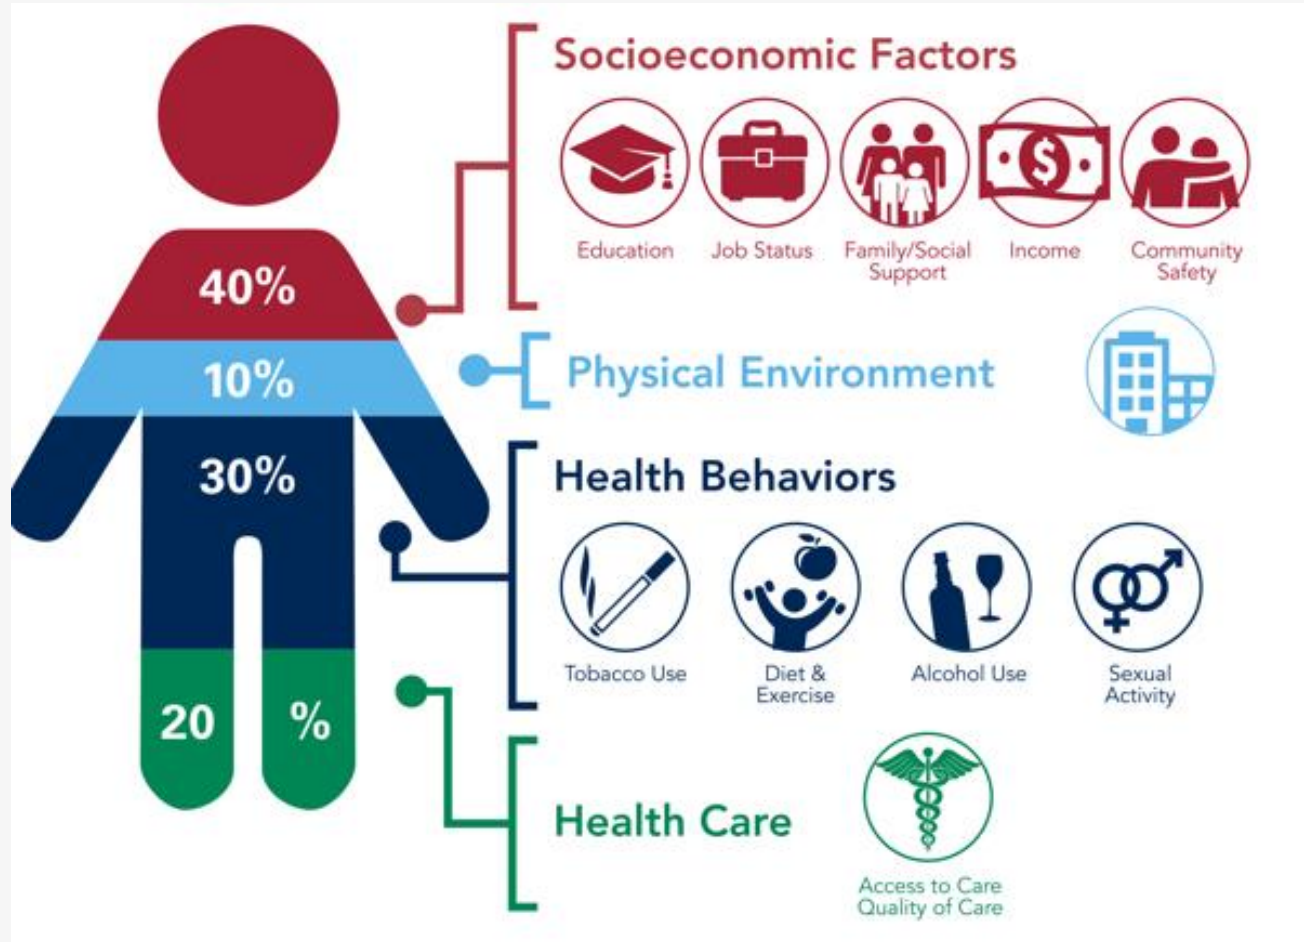 Socioeconomic Factors
Education
Job Status
Family/Social
Support
Income
Community
Safety
40%
10%
Physical Environment
30%
Health Behaviors
Tobacco Use
Diet &
Exercise
Alcohol Use
Sexual
Activity
20 %
Health Care
Access to Care
Quality of Care
$